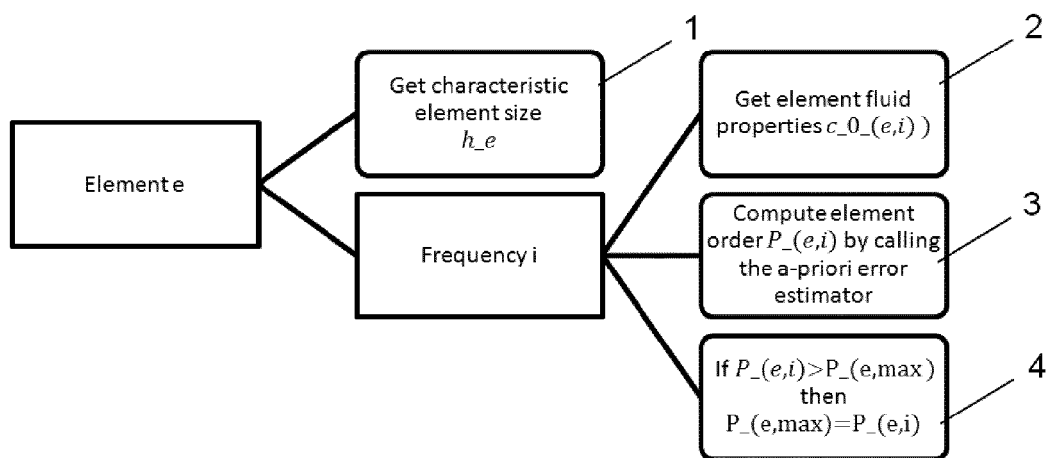 1
Get characteristic
element size
h_e
2
Get element fluid
properties c_0_(e,i) )
Element e
Frequency i
3
Compute element
order P_(e,i) by calling
the a-priori error
estimator
4
If P_(e,i)>P_(e,max)
then
P_(e,max)=P_(e,i)